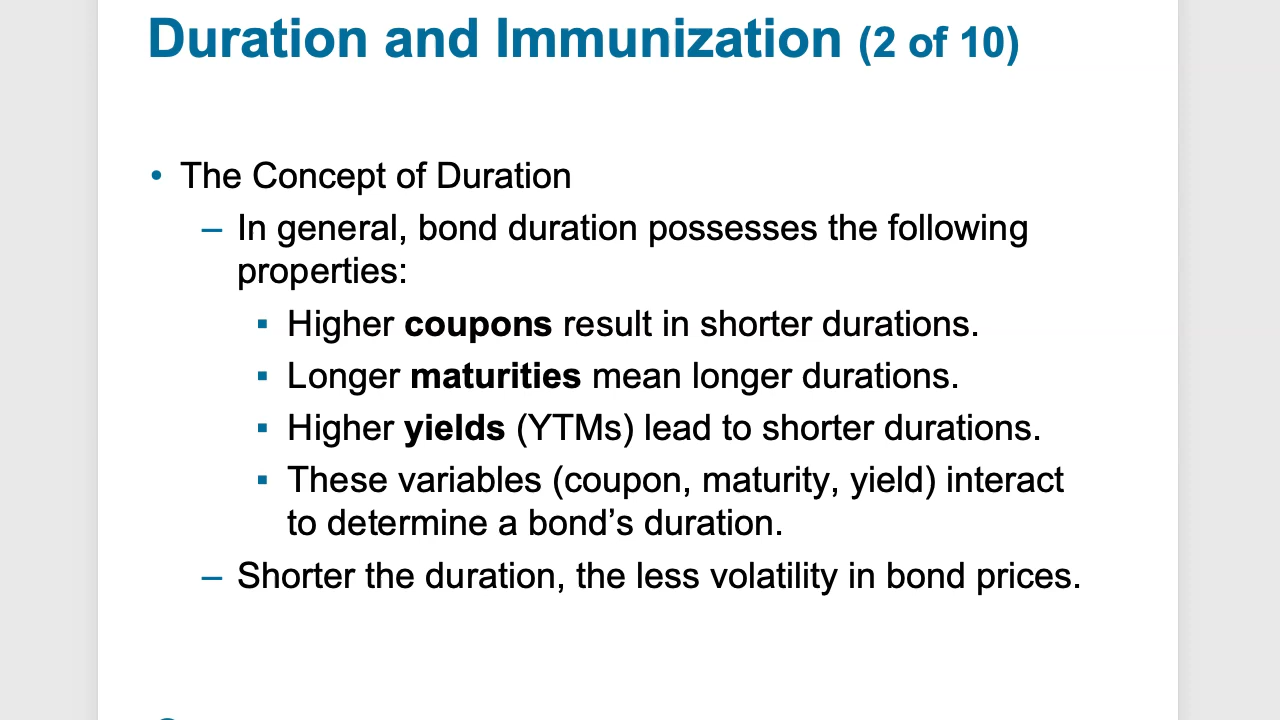 Duration and Immunization (2 of 10)
• The Concept of Duration
– In general, bond duration possesses the following
properties:
▪ Higher coupons result in shorter durations.
▪ Longer maturities mean longer durations.
▪ Higher yields (YTMs) lead to shorter durations.
▪ These variables (coupon, maturity, yield) interact
to determine a bond’s duration.
– Shorter the duration, the less volatility in bond prices.